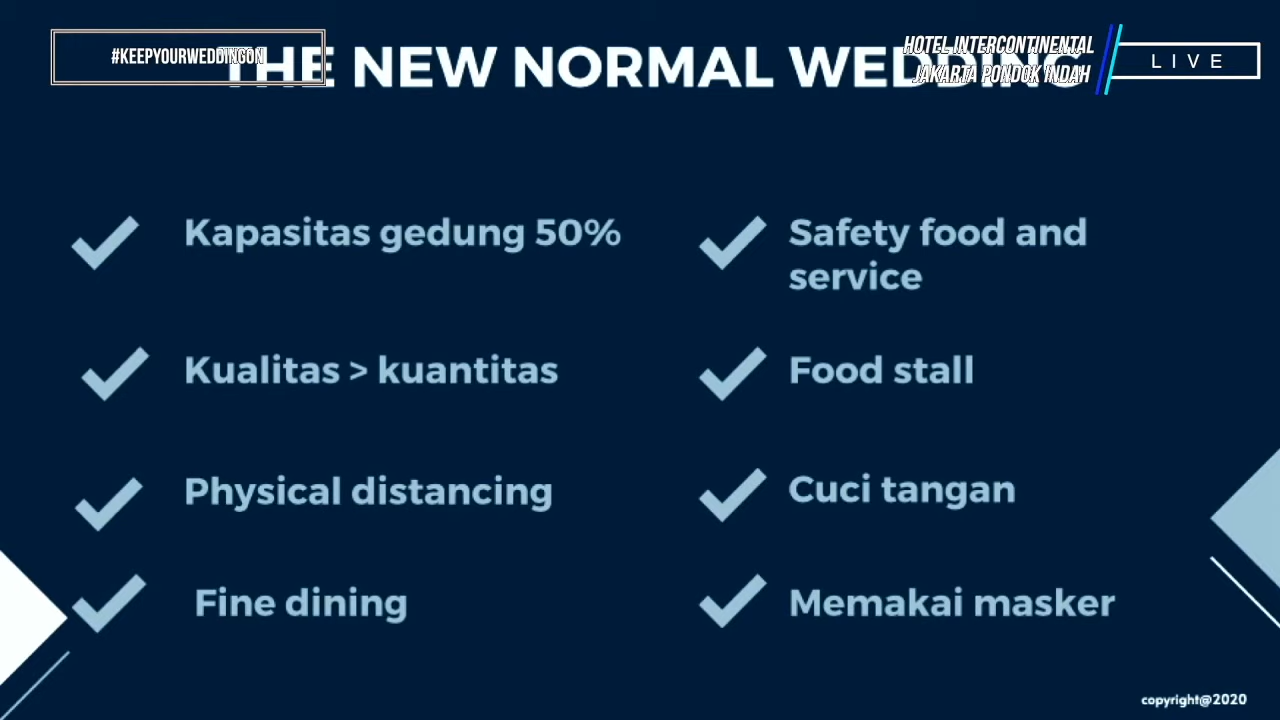 #KEEPYOURWEDDINGON
THE NEW NORMAL WEDDING
HOTEL INTERCONTINENTAL
JAKARTA PONDOK INDAH
LIVE
Kapasitas gedung 50%
Kualitas > kuantitas
Physical distancing
Fine dining
Safety food and
service
Food stall
Cuci tangan
Memakai masker
copyright@2020